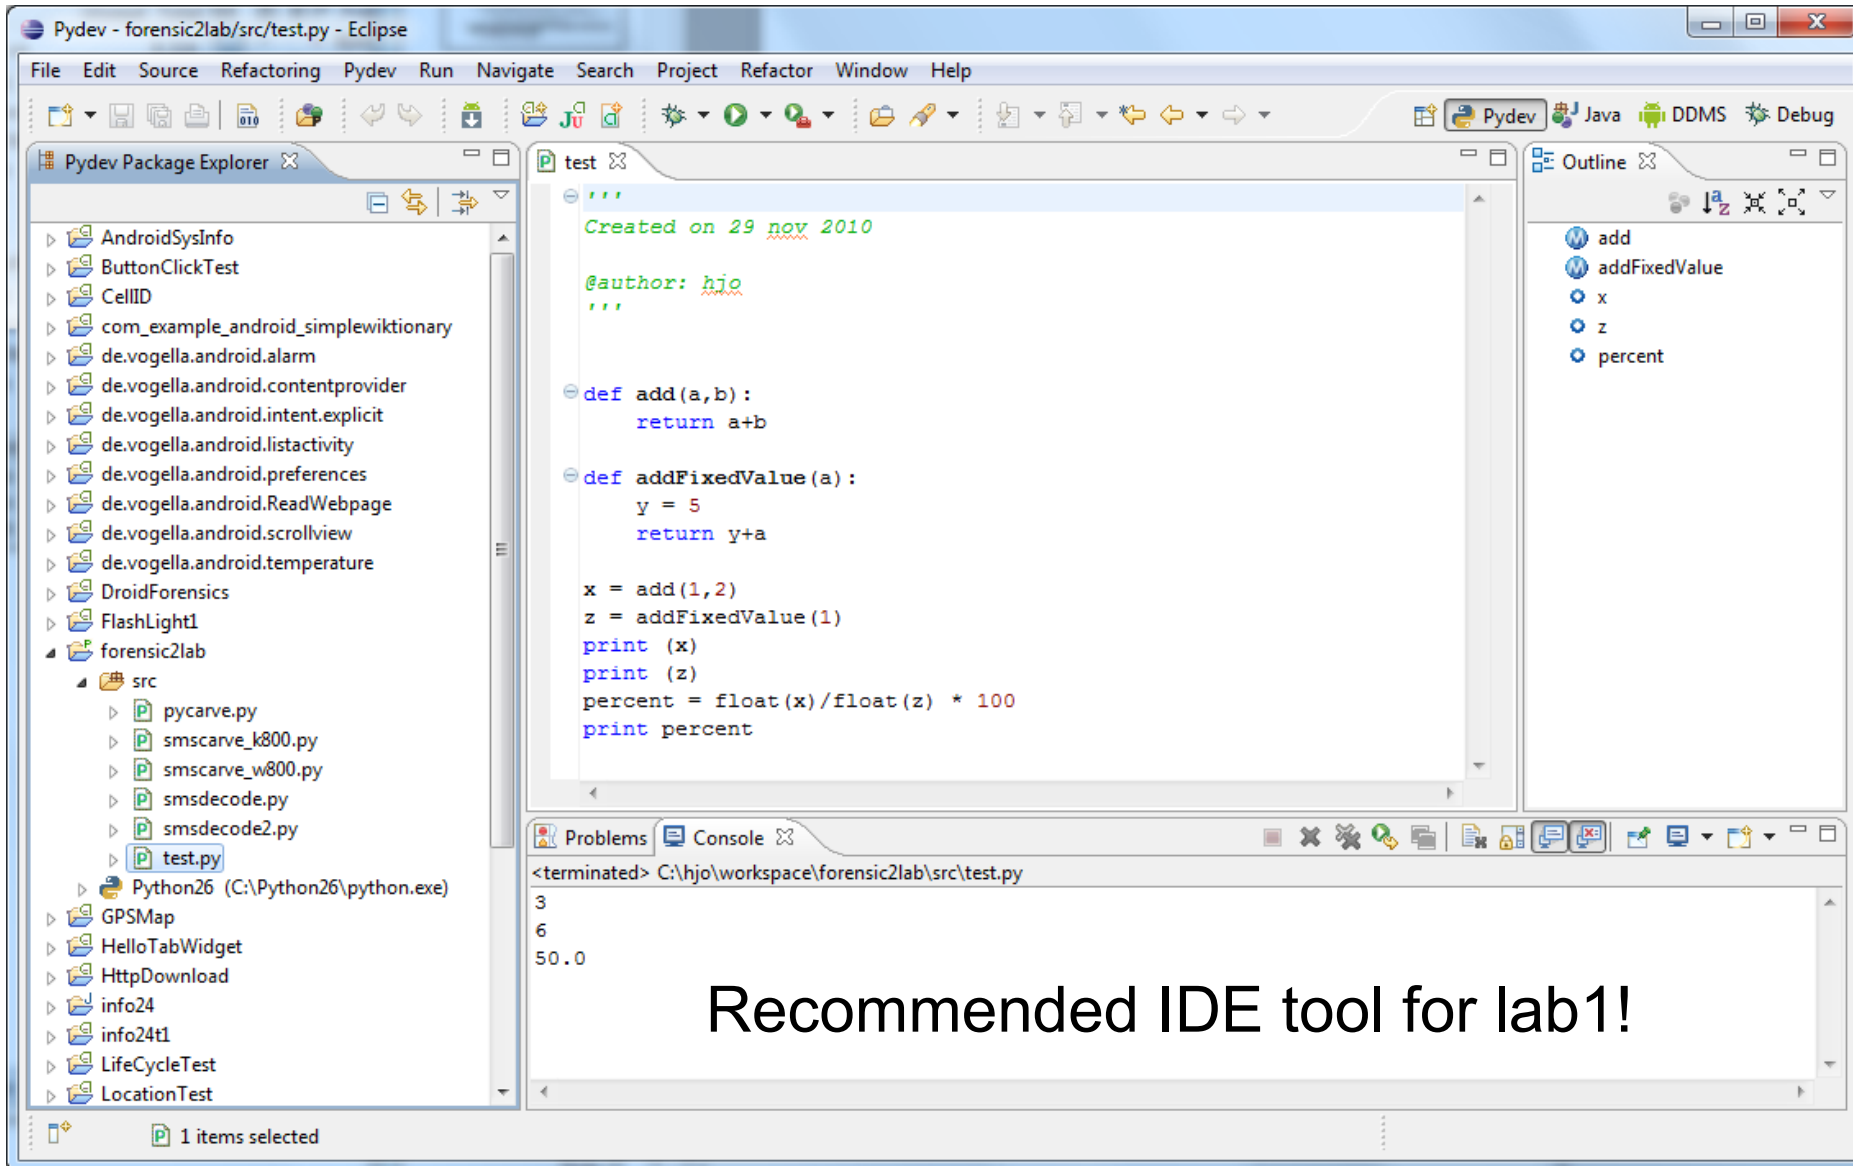 Pydev - forensic2lab/src/test.py - Eclipse
File Edit Source Refactoring Pydev Run Navigate Search Project Refactor Window Help
Pydev Java DDMS Debug
Pydev Package Explorer
AndroidSysInfo
ButtonClickTest
CellID
com_example_android_simplewiktionary
de.vogella.android.alarm
de.vogella.android.contentprovider
de.vogella.android.intent.explicit
de.vogella.android.listactivity
de.vogella.android.preferences
de.vogella.android.ReadWebpage
de.vogella.android.scrollview
de.vogella.android.temperature
DroidForensics
FlashLight1
forensic2lab
src
pycarve.py
smscarve_k800.py
smscarve_w800.py
smsdecode.py
smsdecode2.py
test.py
Python26 (C:\Python26\python.exe)
GPSMap
HelloTabWidget
HttpDownload
info24
info24t1
LifeCycleTest
LocationTest
test
'''
Created on 29 nov 2010
@author: hjo
'''
def add(a,b):
    return a+b
def addFixedValue(a):
    y = 5
    return y+a
x = add(1,2)
z = addFixedValue(1)
print (x)
print (z)
percent = float(x)/float(z) * 100
print percent
Outline
add
addFixedValue
x
z
percent
Problems Console
<terminated> C:\hjo\workspace\forensic2lab\src\test.py
3
6
50.0
Recommended IDE tool for lab1!
1 items selected